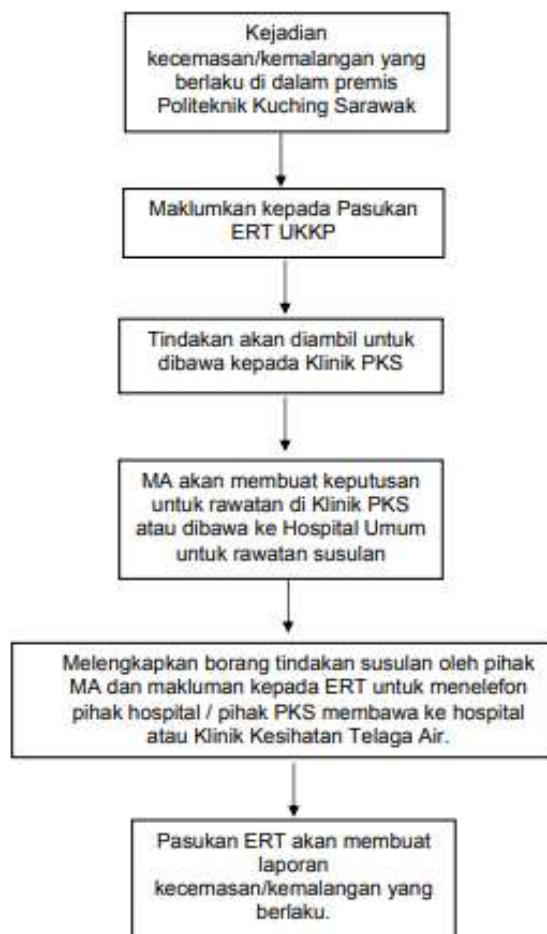 Kejadian
kecemasan/kemalangan yang
berlaku di dalam premis
Politeknik Kuching Sarawak
Maklumkan kepada Pasukan
ERT UKKP
Tindakan akan diambil untuk
dibawa kepada Klinik PKS
MA akan membuat keputusan
untuk rawatan di Klinik PKS
atau dibawa ke Hospital Umum
untuk rawatan susulan
Melengkapkan borang tindakan susulan oleh pihak
MA dan makluman kepada ERT untuk menelefon
pihak hospital / pihak PKS membawa ke hospital
atau Klinik Kesihatan Telaga Air.
Pasukan ERT akan membuat
laporan
kecemasan/kemalangan yang
berlaku.